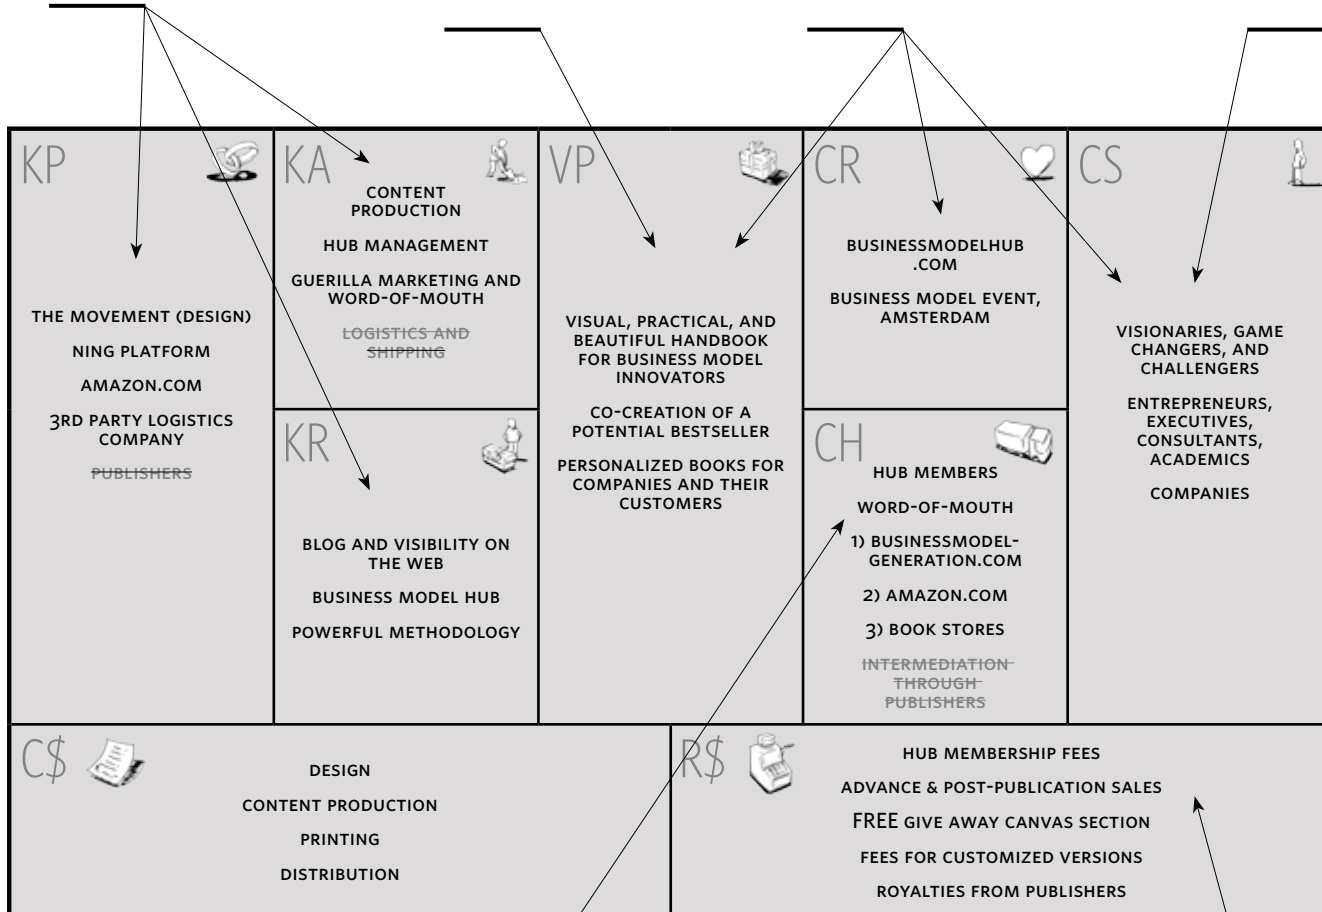 KP
THE MOVEMENT (DESIGN)
NING PLATFORM
AMAZON.COM
3RD PARTY LOGISTICS
COMPANY
PUBLISHERS
KA
CONTENT
PRODUCTION
HUB MANAGEMENT
GUERILLA MARKETING AND
WORD-OF-MOUTH
LOGISTICS AND
SHIPPING
KR
BLOG AND VISIBILITY ON
THE WEB
BUSINESS MODEL HUB
POWERFUL METHODOLOGY
VP
VISUAL, PRACTICAL, AND
BEAUTIFUL HANDBOOK
FOR BUSINESS MODEL
INNOVATORS
CO-CREATION OF A
POTENTIAL BESTSELLER
PERSONALIZED BOOKS FOR
COMPANIES AND THEIR
CUSTOMERS
CR
BUSINESSMODELHUB
.COM
BUSINESS MODEL EVENT,
AMSTERDAM
CH
HUB MEMBERS
WORD-OF-MOUTH
1) BUSINESSMODEL-
GENERATION.COM
2) AMAZON.COM
3) BOOK STORES
INTERMEDIATION
THROUGH
PUBLISHERS
CS
VISIONARIES, GAME
CHANGERS, AND
CHALLENGERS
ENTREPRENEURS,
EXECUTIVES,
CONSULTANTS,
ACADEMICS
COMPANIES
C$
DESIGN
CONTENT PRODUCTION
PRINTING
DISTRIBUTION
R$
HUB MEMBERSHIP FEES
ADVANCE & POST-PUBLICATION SALES
FREE GIVE AWAY CANVAS SECTION
FEES FOR CUSTOMIZED VERSIONS
ROYALTIES FROM PUBLISHERS